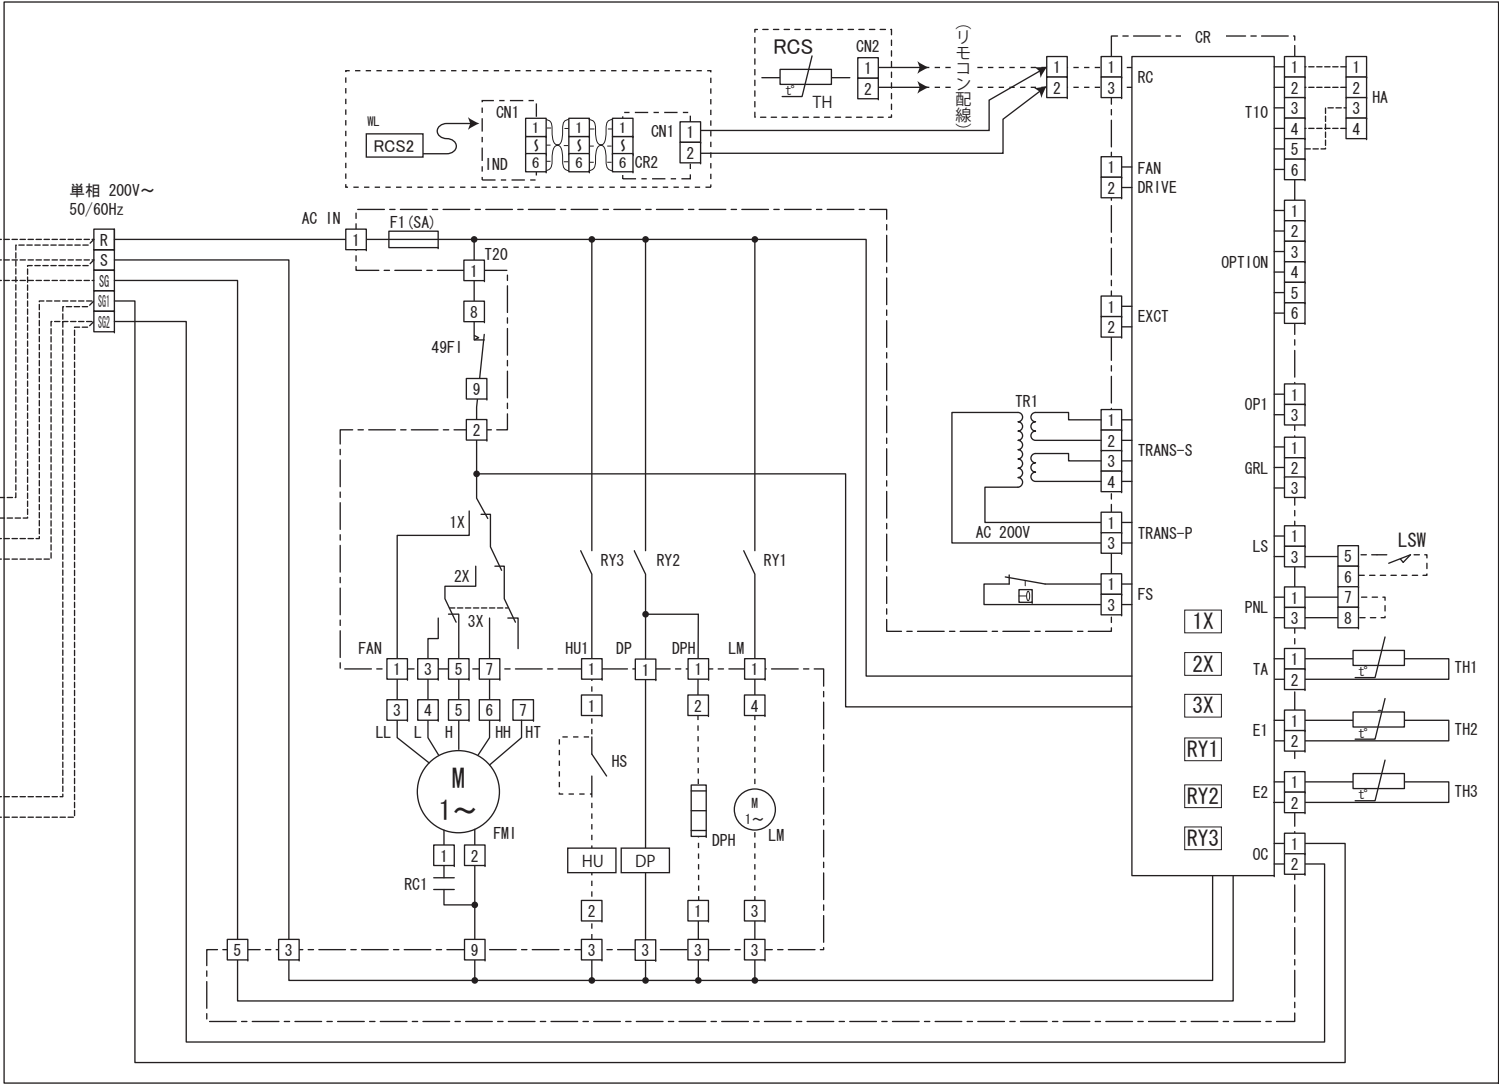 CR
RCS
CN2
t°
TH
1
2
(リモコン配線)
1
2
1
3
RC
T10
1
2
3
4
5
6
1
2
3
4
HA
WL
RCS2
CN1
IND
1
6
1
6
1
6
CR2
CN1
1
2
1
2
FAN
DRIVE
単相 200V~
50/60Hz
R
S
SG
SG1
SG2
AC IN
1
F1(5A)
T20
1
8
49FI
9
2
OPTION
1
2
3
4
5
6
1
2
EXCT
OP1
1
3
TR1
1
2
3
4
TRANS-S
GRL
1
2
3
AC 200V
1
3
TRANS-P
LS
1
3
5
6
7
8
LSW
1
3
FS
PNL
1
3
1X
2X
3X
RY3
RY2
RY1
1X
2X
3X
RY1
RY2
RY3
TA
1
2
t°
TH1
E1
1
2
t°
TH2
E2
1
2
t°
TH3
OC
1
2
FAN
1
3
5
7
HU1
1
DP
1
DPH
1
LM
1
3
4
5
6
7
1
2
4
LL
L
H
HH
HT
M
1~
FMI
HS
M
1~
LM
DPH
1
2
RC1
HU
DP
2
1
3
5
3
9
3
3
3
3